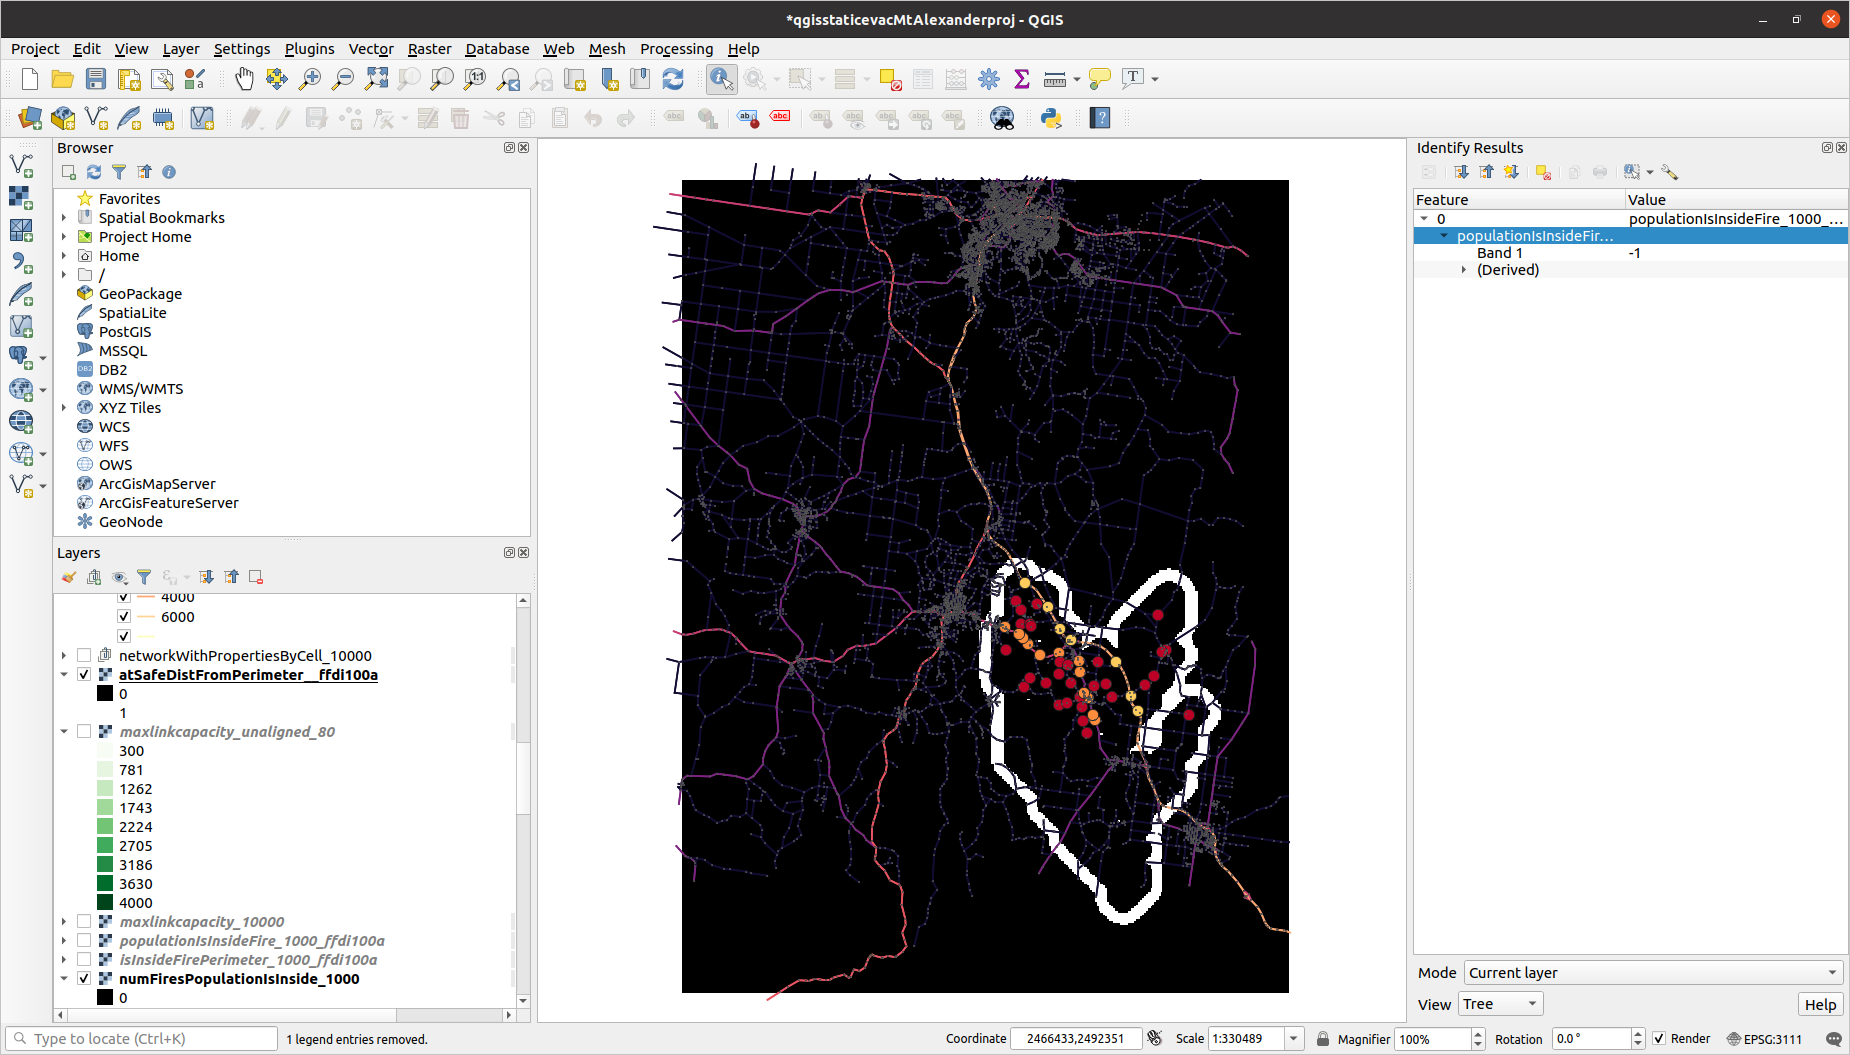 *qgisstaticevacMtAlexanderproj - QGIS
Project Edit View Layer Settings Plugins Vector Raster Database Web Mesh Processing Help
Browser
Favorites
Spatial Bookmarks
Project Home
Home
/
GeoPackage
SpatiaLite
PostGIS
MSSQL
DB2
WMS/WMTS
XYZ Tiles
WCS
WFS
OWS
ArcGisMapServer
ArcGisFeatureServer
GeoNode
Layers
4000
6000
networkWithPropertiesByCell_10000
atSafeDistFromPerimeter__ffdi100a
0
1
maxlinkcapacity_unaligned_80
300
781
1262
1743
2224
2705
3186
3630
4000
maxlinkcapacity_10000
populationIsInsideFire_1000_ffdi100a
isInsideFirePerimeter_1000_ffdi100a
numFiresPopulationIsInside_1000
0
Identify Results
Feature Value
0 populationIsInsideFire_1000_...
populationIsInsideFir...
Band 1 -1
(Derived)
Mode Current layer
View Tree Help
Type to locate (Ctrl+K) 1 legend entries removed. Coordinate 2466433,2492351 Scale 1:330489 Magnifier 100% Rotation 0.0 ° Render EPSG:3111